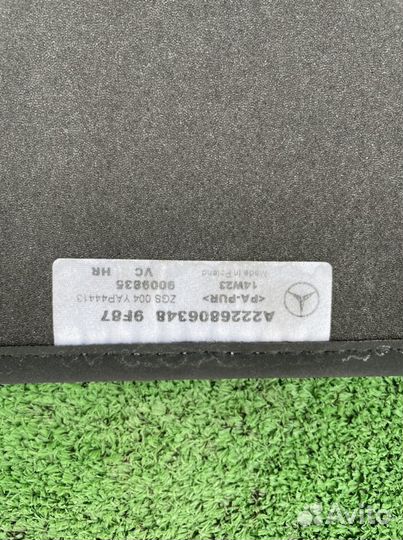 A2226806348 9F87
<PA-PUR> ZGS 004 YAP44413
14W23 9009835
Made in Poland VC HR
Avito